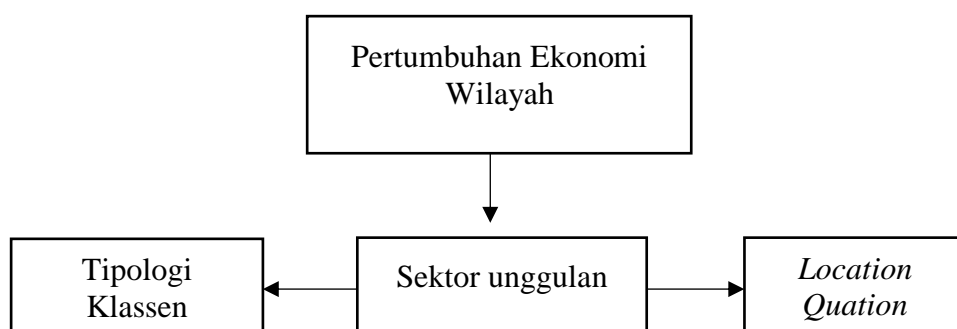 Pertumbuhan Ekonomi
Wilayah
Tipologi
Klassen
Sektor unggulan
Location
Quation